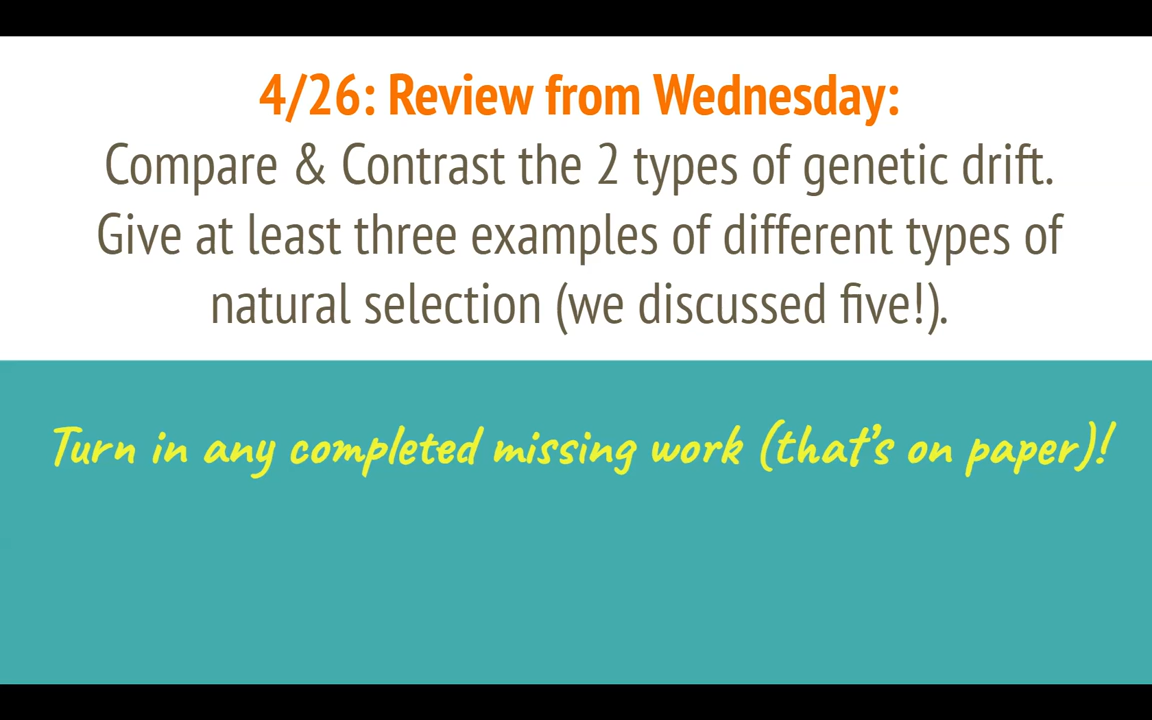 4/26: Review from Wednesday:
Compare & Contrast the 2 types of genetic drift.
Give at least three examples of different types of
natural selection (we discussed five!).
Turn in any completed missing work (that's on paper)!